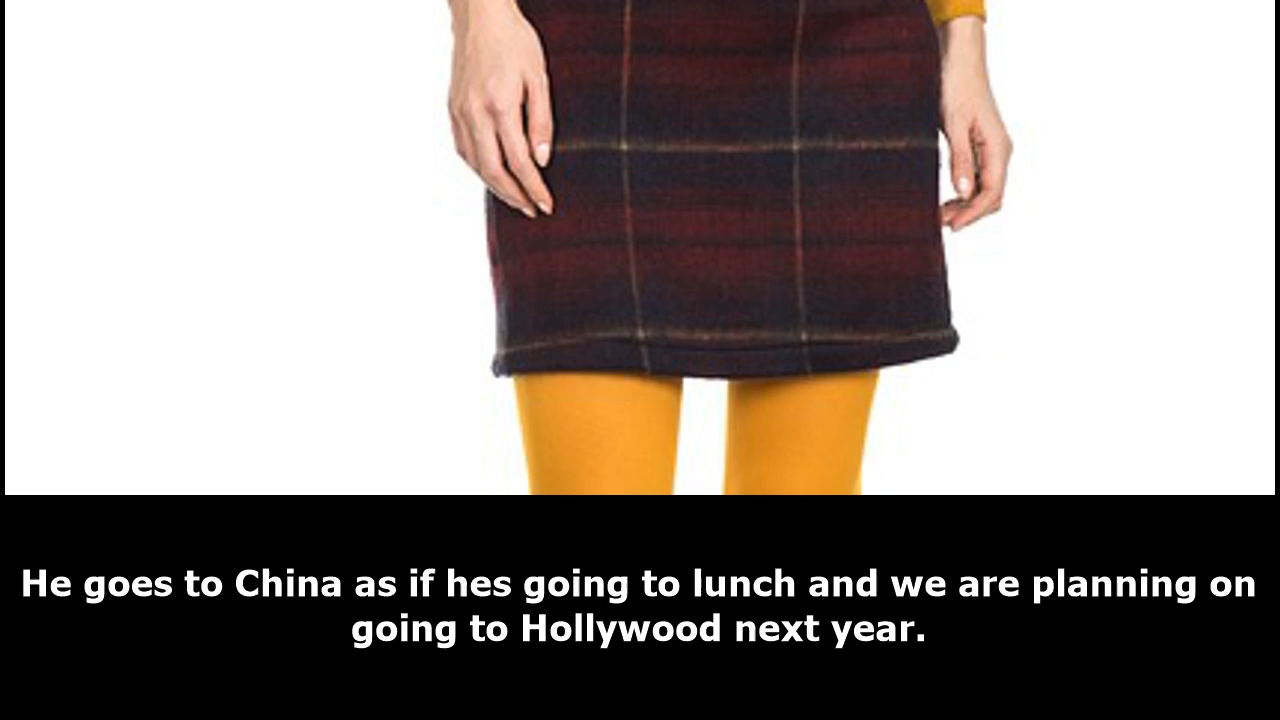 He goes to China as if hes going to lunch and we are planning on
going to Hollywood next year.